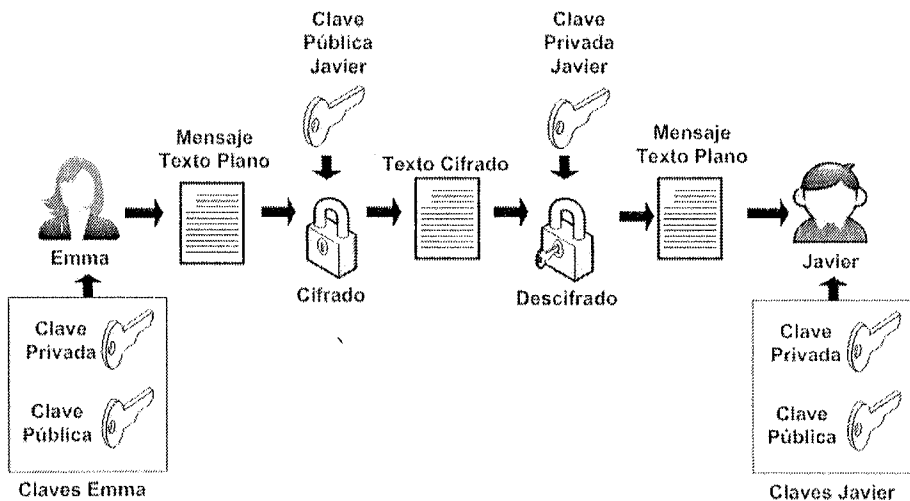 Clave
Pública
Javier
Clave
Privada
Javier
Mensaje
Texto Plano
Texto Cifrado
Mensaje
Texto Plano
Emma
Cifrado
Descifrado
Javier
Clave
Privada
Clave
Pública
Claves Emma
Clave
Privada
Clave
Pública
Claves Javier